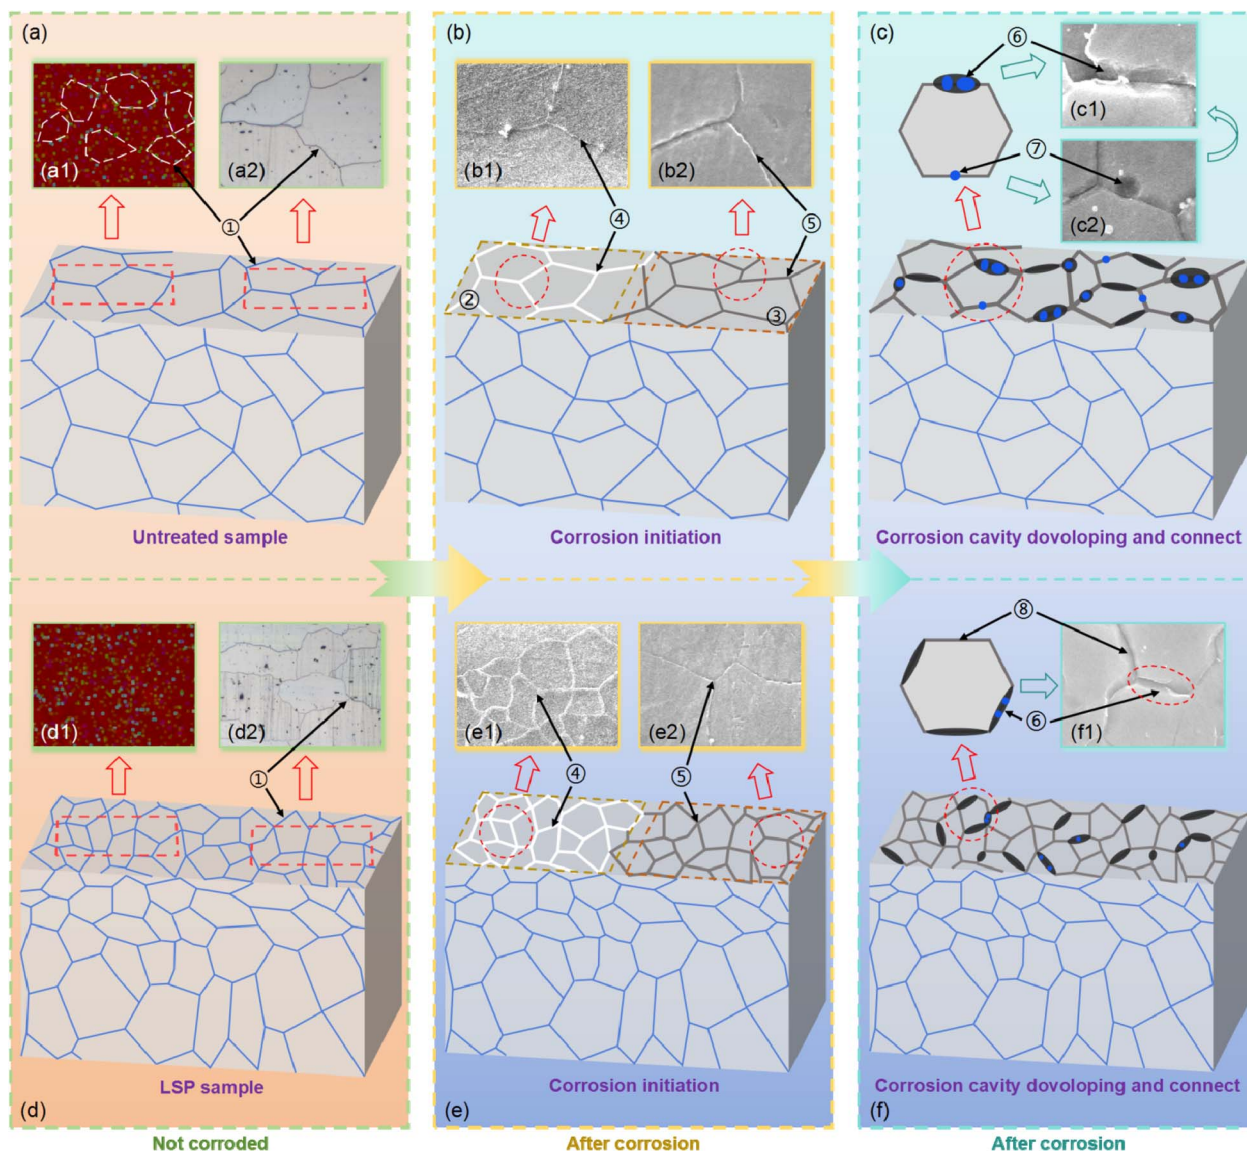 (a)
(a1)
(a2)
①
Untreated sample
(b)
(b1)
(b2)
④
⑤
②
③
Corrosion initiation
(c)
⑥
(c1)
⑦
(c2)
Corrosion cavity dovoloping and connect
(d1)
(d2)
①
LSP sample
(d)
(e1)
(e2)
④
⑤
Corrosion initiation
(e)
⑧
⑥
(f1)
Corrosion cavity dovoloping and connect
(f)
Not corroded
After corrosion
After corrosion